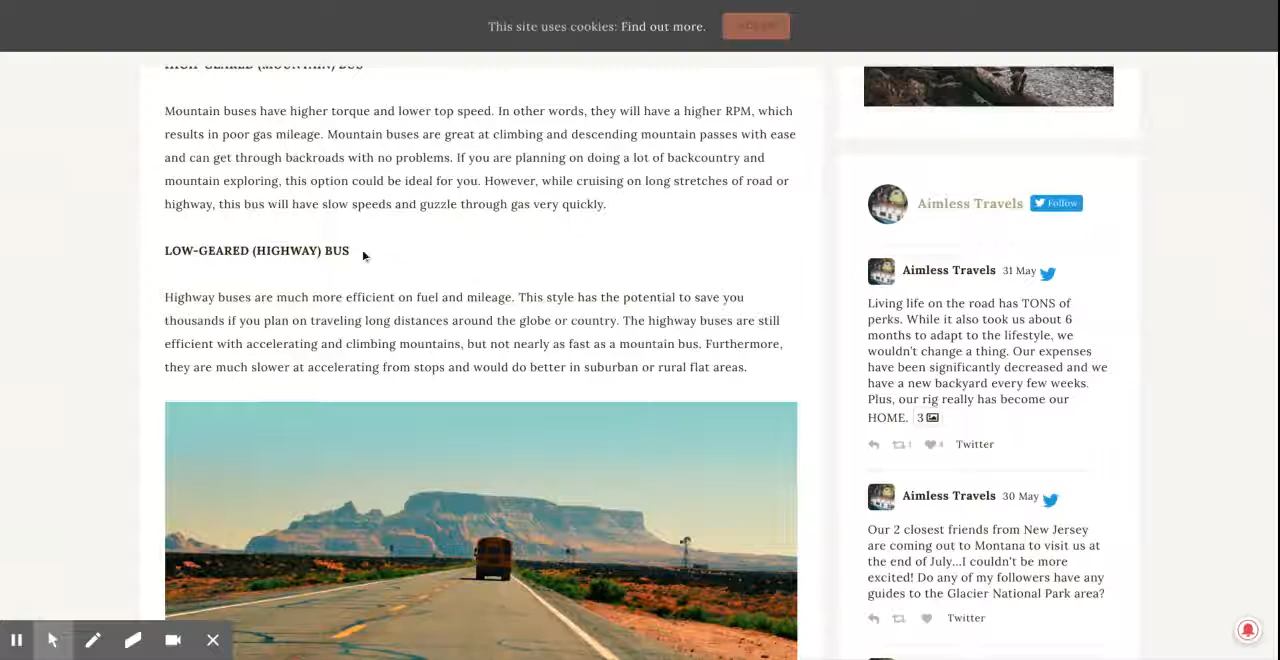 This site uses cookies: Find out more.
HIGH-GEARED (MOUNTAIN) BUS
Mountain buses have higher torque and lower top speed. In other words, they will have a higher RPM, which
results in poor gas mileage. Mountain buses are great at climbing and descending mountain passes with ease
and can get through backroads with no problems. If you are planning on doing a lot of backcountry and
mountain exploring, this option could be ideal for you. However, while cruising on long stretches of road or
highway, this bus will have slow speeds and guzzle through gas very quickly.
LOW-GEARED (HIGHWAY) BUS
Highway buses are much more efficient on fuel and mileage. This style has the potential to save you
thousands if you plan on traveling long distances around the globe or country. The highway buses are still
efficient with accelerating and climbing mountains, but not nearly as fast as a mountain bus. Furthermore,
they are much slower at accelerating from stops and would do better in suburban or rural flat areas.
Aimless Travels Follow
Aimless Travels 31 May
Living life on the road has TONS of
perks. While it also took us about 6
months to adapt to the lifestyle, we
wouldn't change a thing. Our expenses
have been significantly decreased and we
have a new backyard every few weeks.
Plus, our rig really has become our
HOME. 3
1 4 Twitter
Aimless Travels 30 May
Our 2 closest friends from New Jersey
are coming out to Montana to visit us at
the end of July...I couldn't be more
excited! Do any of my followers have any
guides to the Glacier National Park area?
Twitter